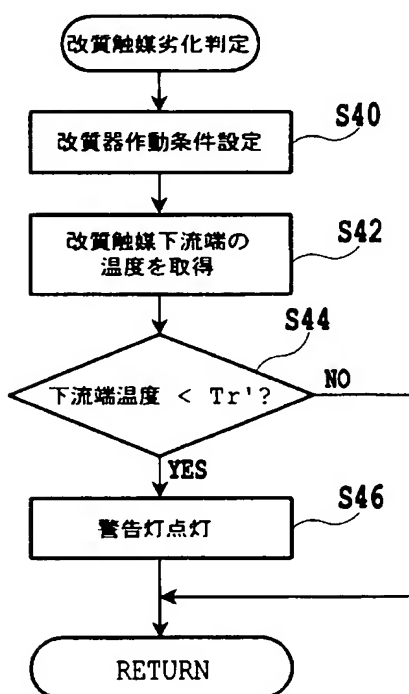 改質触媒劣化判定
S40
改質器作動条件設定
S42
改質触媒下流端の
温度を取得
S44
下流端温度 < Tr'?
NO
YES
S46
警告灯点灯
RETURN